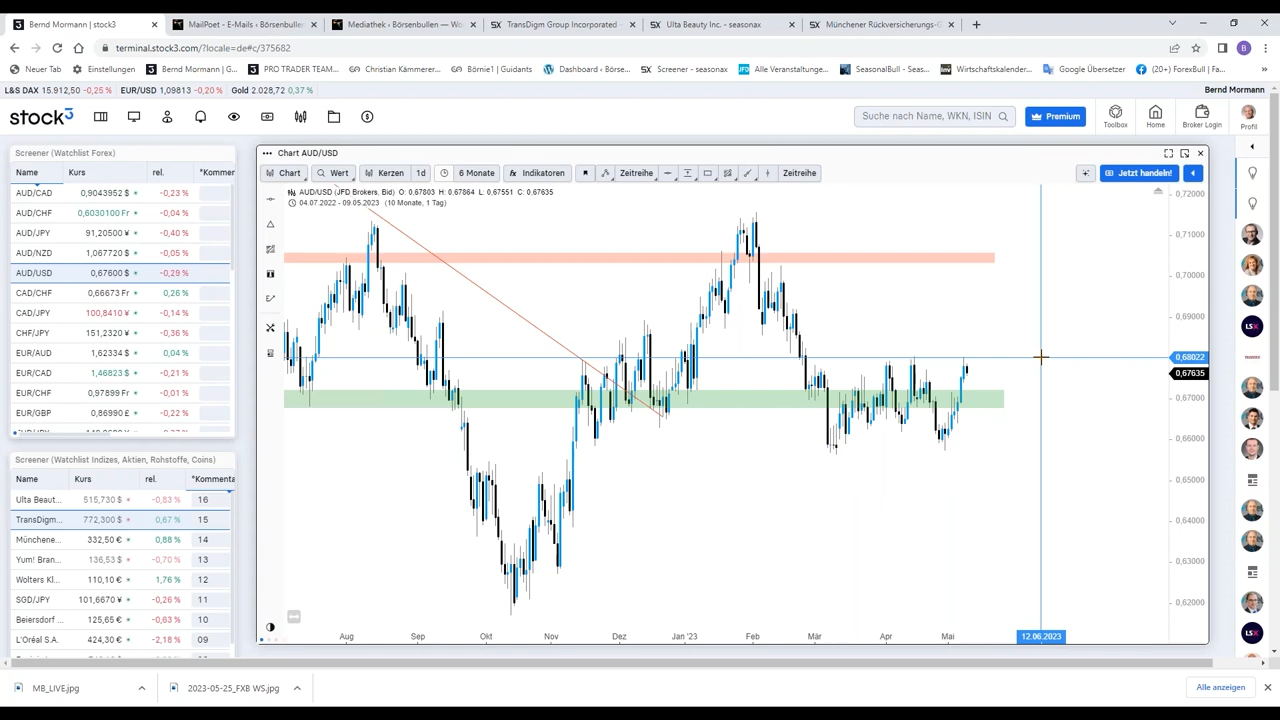 Bernd Mormann | stock3
MailPoet - E-Mails ‹ Börsenbullen
Mediathek ‹ Börsenbullen — Wo
TransDigm Group Incorporated -
Ulta Beauty Inc. - seasonax
Münchener Rückversicherungs-G
terminal.stock3.com/?locale=de#c/375682
B
Neuer Tab
Einstellungen
Bernd Mormann | G...
PRO TRADER TEAM...
Christian Kämmerer...
Börnie1 | Guidants
Dashboard ‹ Börse...
Screener - seasonax
Alle Veranstaltunge...
SeasonalBull - Seas...
Wirtschaftskalender...
Google Übersetzer
(20+) ForexBull | Fa...
L&S DAX 15.912,50 -0,25 %
EUR/USD 1,09813 -0,20 %
Gold 2.028,72 0,37 %
Bernd Mormann
stock3
Suche nach Name, WKN, ISIN
Premium
Toolbox
Home
Broker Login
Profil
Screener (Watchlist Forex)
Name Kurs rel. *Kommer
AUD/CAD 0,9043952 $ -0,23 %
AUD/CHF 0,6030100 Fr -0,04 %
AUD/JPY 91,20500 ¥ -0,40 %
AUD/NZD 1,067720 $ -0,05 %
AUD/USD 0,67600 $ -0,29 %
CAD/CHF 0,66673 Fr 0,26 %
CAD/JPY 100,8410 ¥ -0,14 %
CHF/JPY 151,2320 ¥ -0,36 %
EUR/AUD 1,62334 $ 0,04 %
EUR/CAD 1,46823 $ -0,21 %
EUR/CHF 0,97899 Fr -0,01 %
EUR/GBP 0,86990 £ -0,22 %
Screener (Watchlist Indizes, Aktien, Rohstoffe, Coins)
Name Kurs rel. *Kommenta
Ulta Beaut... 515,730 $ -0,83 % 16
TransDigm... 772,300 $ 0,67 % 15
Münchene... 332,50 € 0,88 % 14
Yum! Bran... 136,53 $ -0,70 % 13
Wolters Kl... 110,10 € 1,76 % 12
SGD/JPY 101,6670 ¥ -0,26 % 11
Beiersdorf ... 125,65 € -0,63 % 10
L'Oréal S.A. 424,30 € -2,18 % 09
Chart AUD/USD
Chart
Wert
Kerzen
1d
6 Monate
fx Indikatoren
Zeitreihe
Zeitreihe
Jetzt handeln!
AUD/USD (JFD Brokers, Bid) O: 0,67803 H: 0,67864 L: 0,67551 C: 0,67635
04.07.2022 - 09.05.2023 (10 Monate, 1 Tag)
0,72000
0,71000
0,70000
0,69000
0,68022
0,67635
0,67000
0,66000
0,65000
0,64000
0,63000
0,62000
Aug Sep Okt Nov Dez Jan '23 Feb Mär Apr Mai 12.06.2023
MB_LIVE.jpg
2023-05-25_FXB WS.jpg
Alle anzeigen